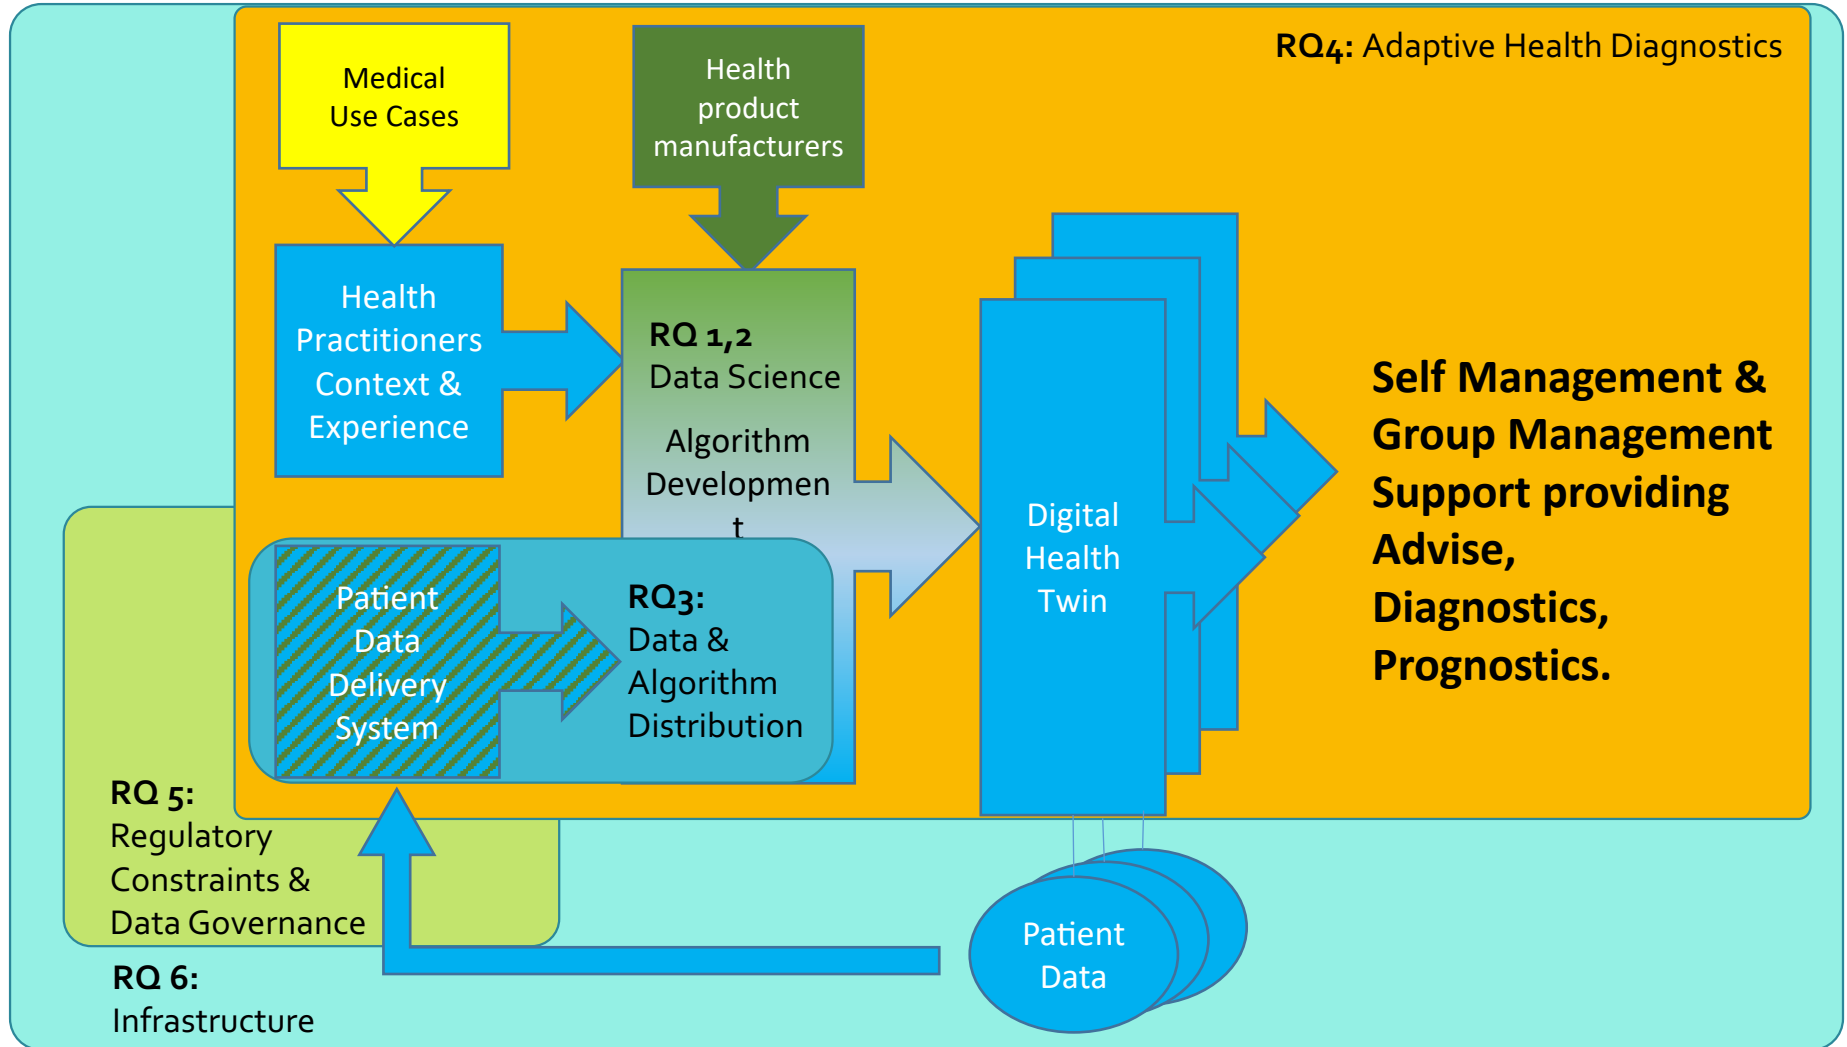 RQ4: Adaptive Health Diagnostics
Medical
Use Cases
Health
product
manufacturers
Health
Practitioners
Context &
Experience
RQ 1,2
Data Science
Algorithm
Developmen
t
Digital
Health
Twin
Self Management &
Group Management
Support providing
Advise,
Diagnostics,
Prognostics.
Patient
Data
Delivery
System
RQ3:
Data &
Algorithm
Distribution
RQ 5:
Regulatory
Constraints &
Data Governance
Patient
Data
RQ 6:
Infrastructure